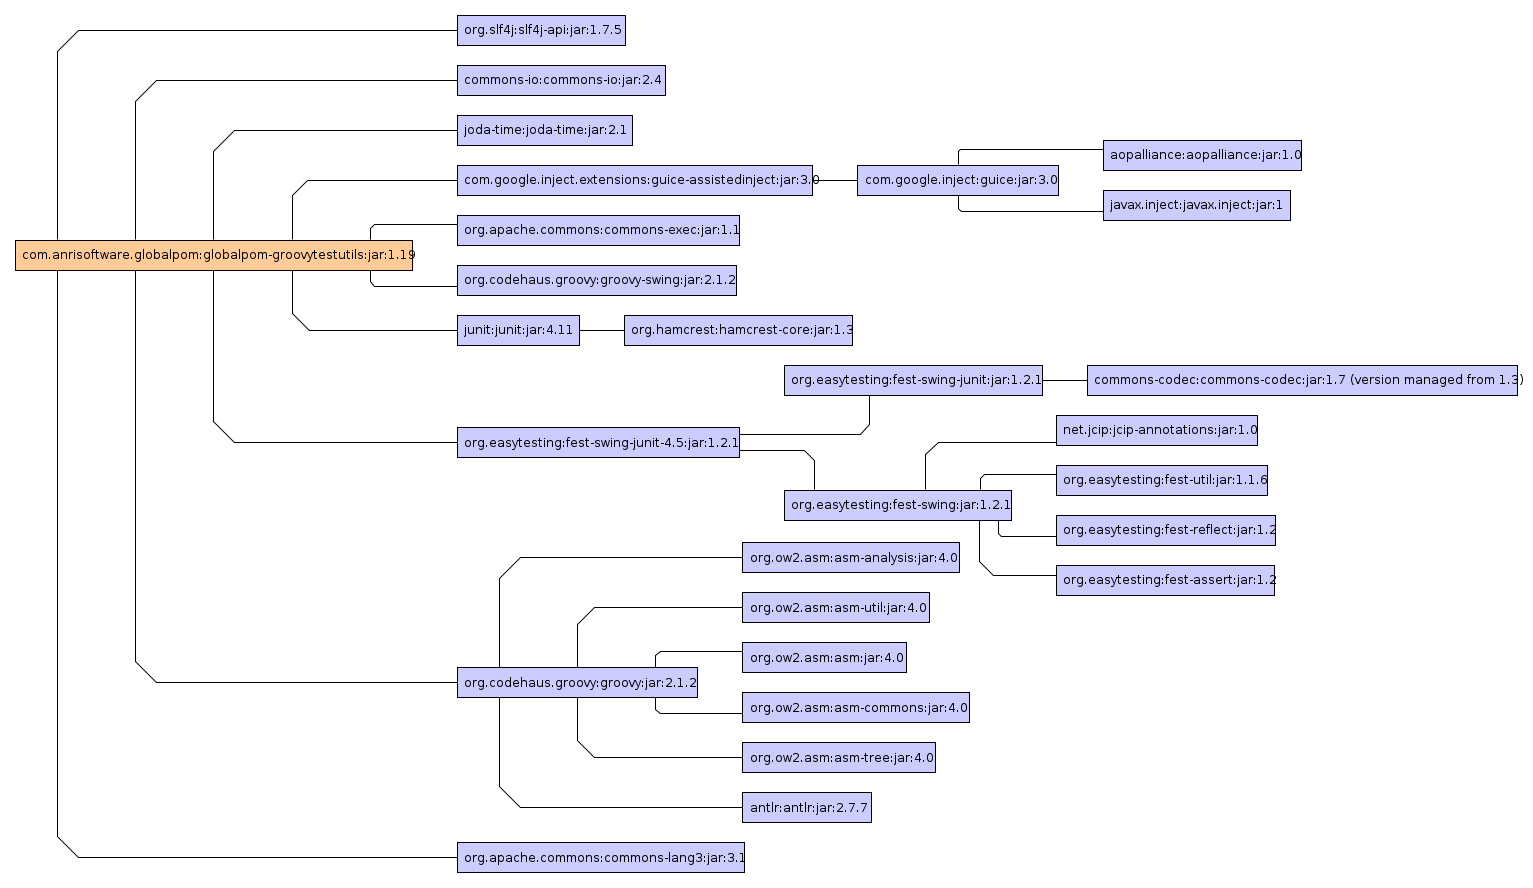 org.slf4j:slf4j-api:jar:1.7.5
commons-io:commons-io:jar:2.4
joda-time:joda-time:jar:2.1
aopalliance:aopalliance:jar:1.0
com.google.inject.extensions:guice-assistedinject:jar:3.0
com.google.inject:guice:jar:3.0
javax.inject:javax.inject:jar:1
org.apache.commons:commons-exec:jar:1.1
com.anrisoftware.globalpom:globalpom-groovytestutils:jar:1.19
org.codehaus.groovy:groovy-swing:jar:2.1.2
junit:junit:jar:4.11
org.hamcrest:hamcrest-core:jar:1.3
org.easytesting:fest-swing-junit:jar:1.2.1
commons-codec:commons-codec:jar:1.7 (version managed from 1.3)
net.jcip:jcip-annotations:jar:1.0
org.easytesting:fest-swing-junit-4.5:jar:1.2.1
org.easytesting:fest-util:jar:1.1.6
org.easytesting:fest-swing:jar:1.2.1
org.easytesting:fest-reflect:jar:1.2
org.ow2.asm:asm-analysis:jar:4.0
org.easytesting:fest-assert:jar:1.2
org.ow2.asm:asm-util:jar:4.0
org.ow2.asm:asm:jar:4.0
org.codehaus.groovy:groovy:jar:2.1.2
org.ow2.asm:asm-commons:jar:4.0
org.ow2.asm:asm-tree:jar:4.0
antlr:antlr:jar:2.7.7
org.apache.commons:commons-lang3:jar:3.1